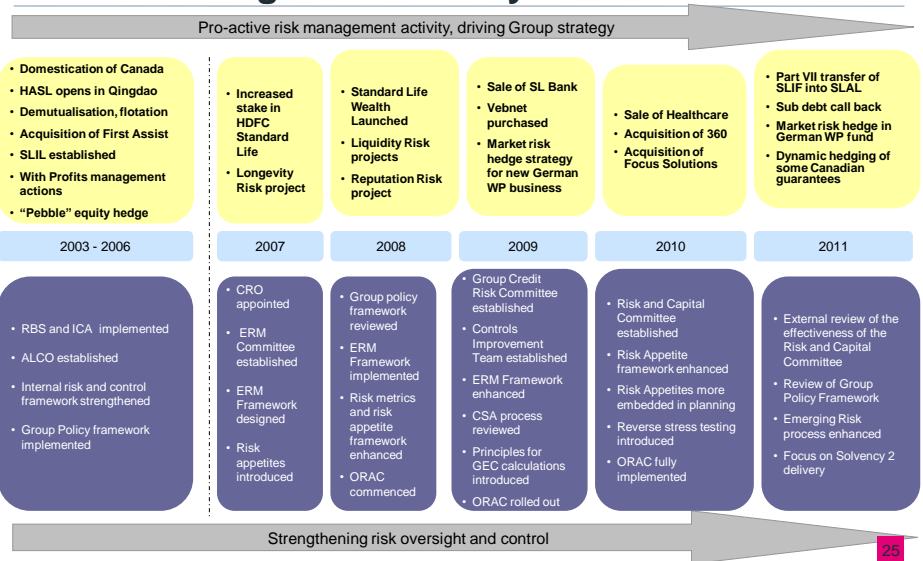 Pro-active risk management activity, driving Group strategy
• Domestication of Canada
• HASL opens in Qingdao
• Demutualisation, flotation
• Acquisition of First Assist
• SLIL established
• With Profits management
actions
• “Pebble” equity hedge
• Increased
stake in
HDFC
Standard
Life
• Longevity
Risk project
• Standard Life
Wealth
Launched
• Liquidity Risk
projects
• Reputation Risk
project
• Sale of SL Bank
• Vebnet
purchased
• Market risk
hedge strategy
for new German
WP business
• Sale of Healthcare
• Acquisition of 360
• Acquisition of
Focus Solutions
• Part VII transfer of
SLIF into SLAL
• Sub debt call back
• Market risk hedge in
German WP fund
• Dynamic hedging of
some Canadian
guarantees
2003 - 2006
2007
2008
2009
2010
2011
• RBS and ICA implemented
• ALCO established
• Internal risk and control
framework strengthened
• Group Policy framework
implemented
• CRO
appointed
• ERM
Committee
established
• ERM
Framework
designed
• Risk
appetites
introduced
• Group policy
framework
reviewed
• ERM
Framework
implemented
• Risk metrics
and risk
appetite
framework
enhanced
• ORAC
commenced
• Group Credit
Risk Committee
established
• Controls
Improvement
Team established
• ERM Framework
enhanced
• CSA process
reviewed
• Principles for
GEC calculations
introduced
• ORAC rolled out
• Risk and Capital
Committee
established
• Risk Appetite
framework enhanced
• Risk Appetites more
embedded in planning
• Reverse stress testing
introduced
• ORAC fully
implemented
• External review of the
effectiveness of the
Risk and Capital
Committee
• Review of Group
Policy Framework
• Emerging Risk
process enhanced
• Focus on Solvency 2
delivery
Strengthening risk oversight and control
25